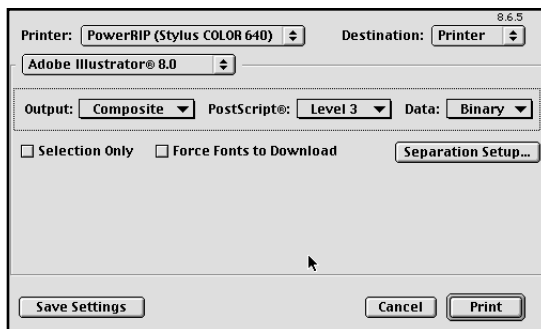 8.6.5
Printer: PowerRIP (Stylus COLOR 640) Destination: Printer
Adobe Illustrator® 8.0
Output: Composite PostScript®: Level 3 Data: Binary
Selection Only Force Fonts to Download Separation Setup...
Save Settings Cancel Print